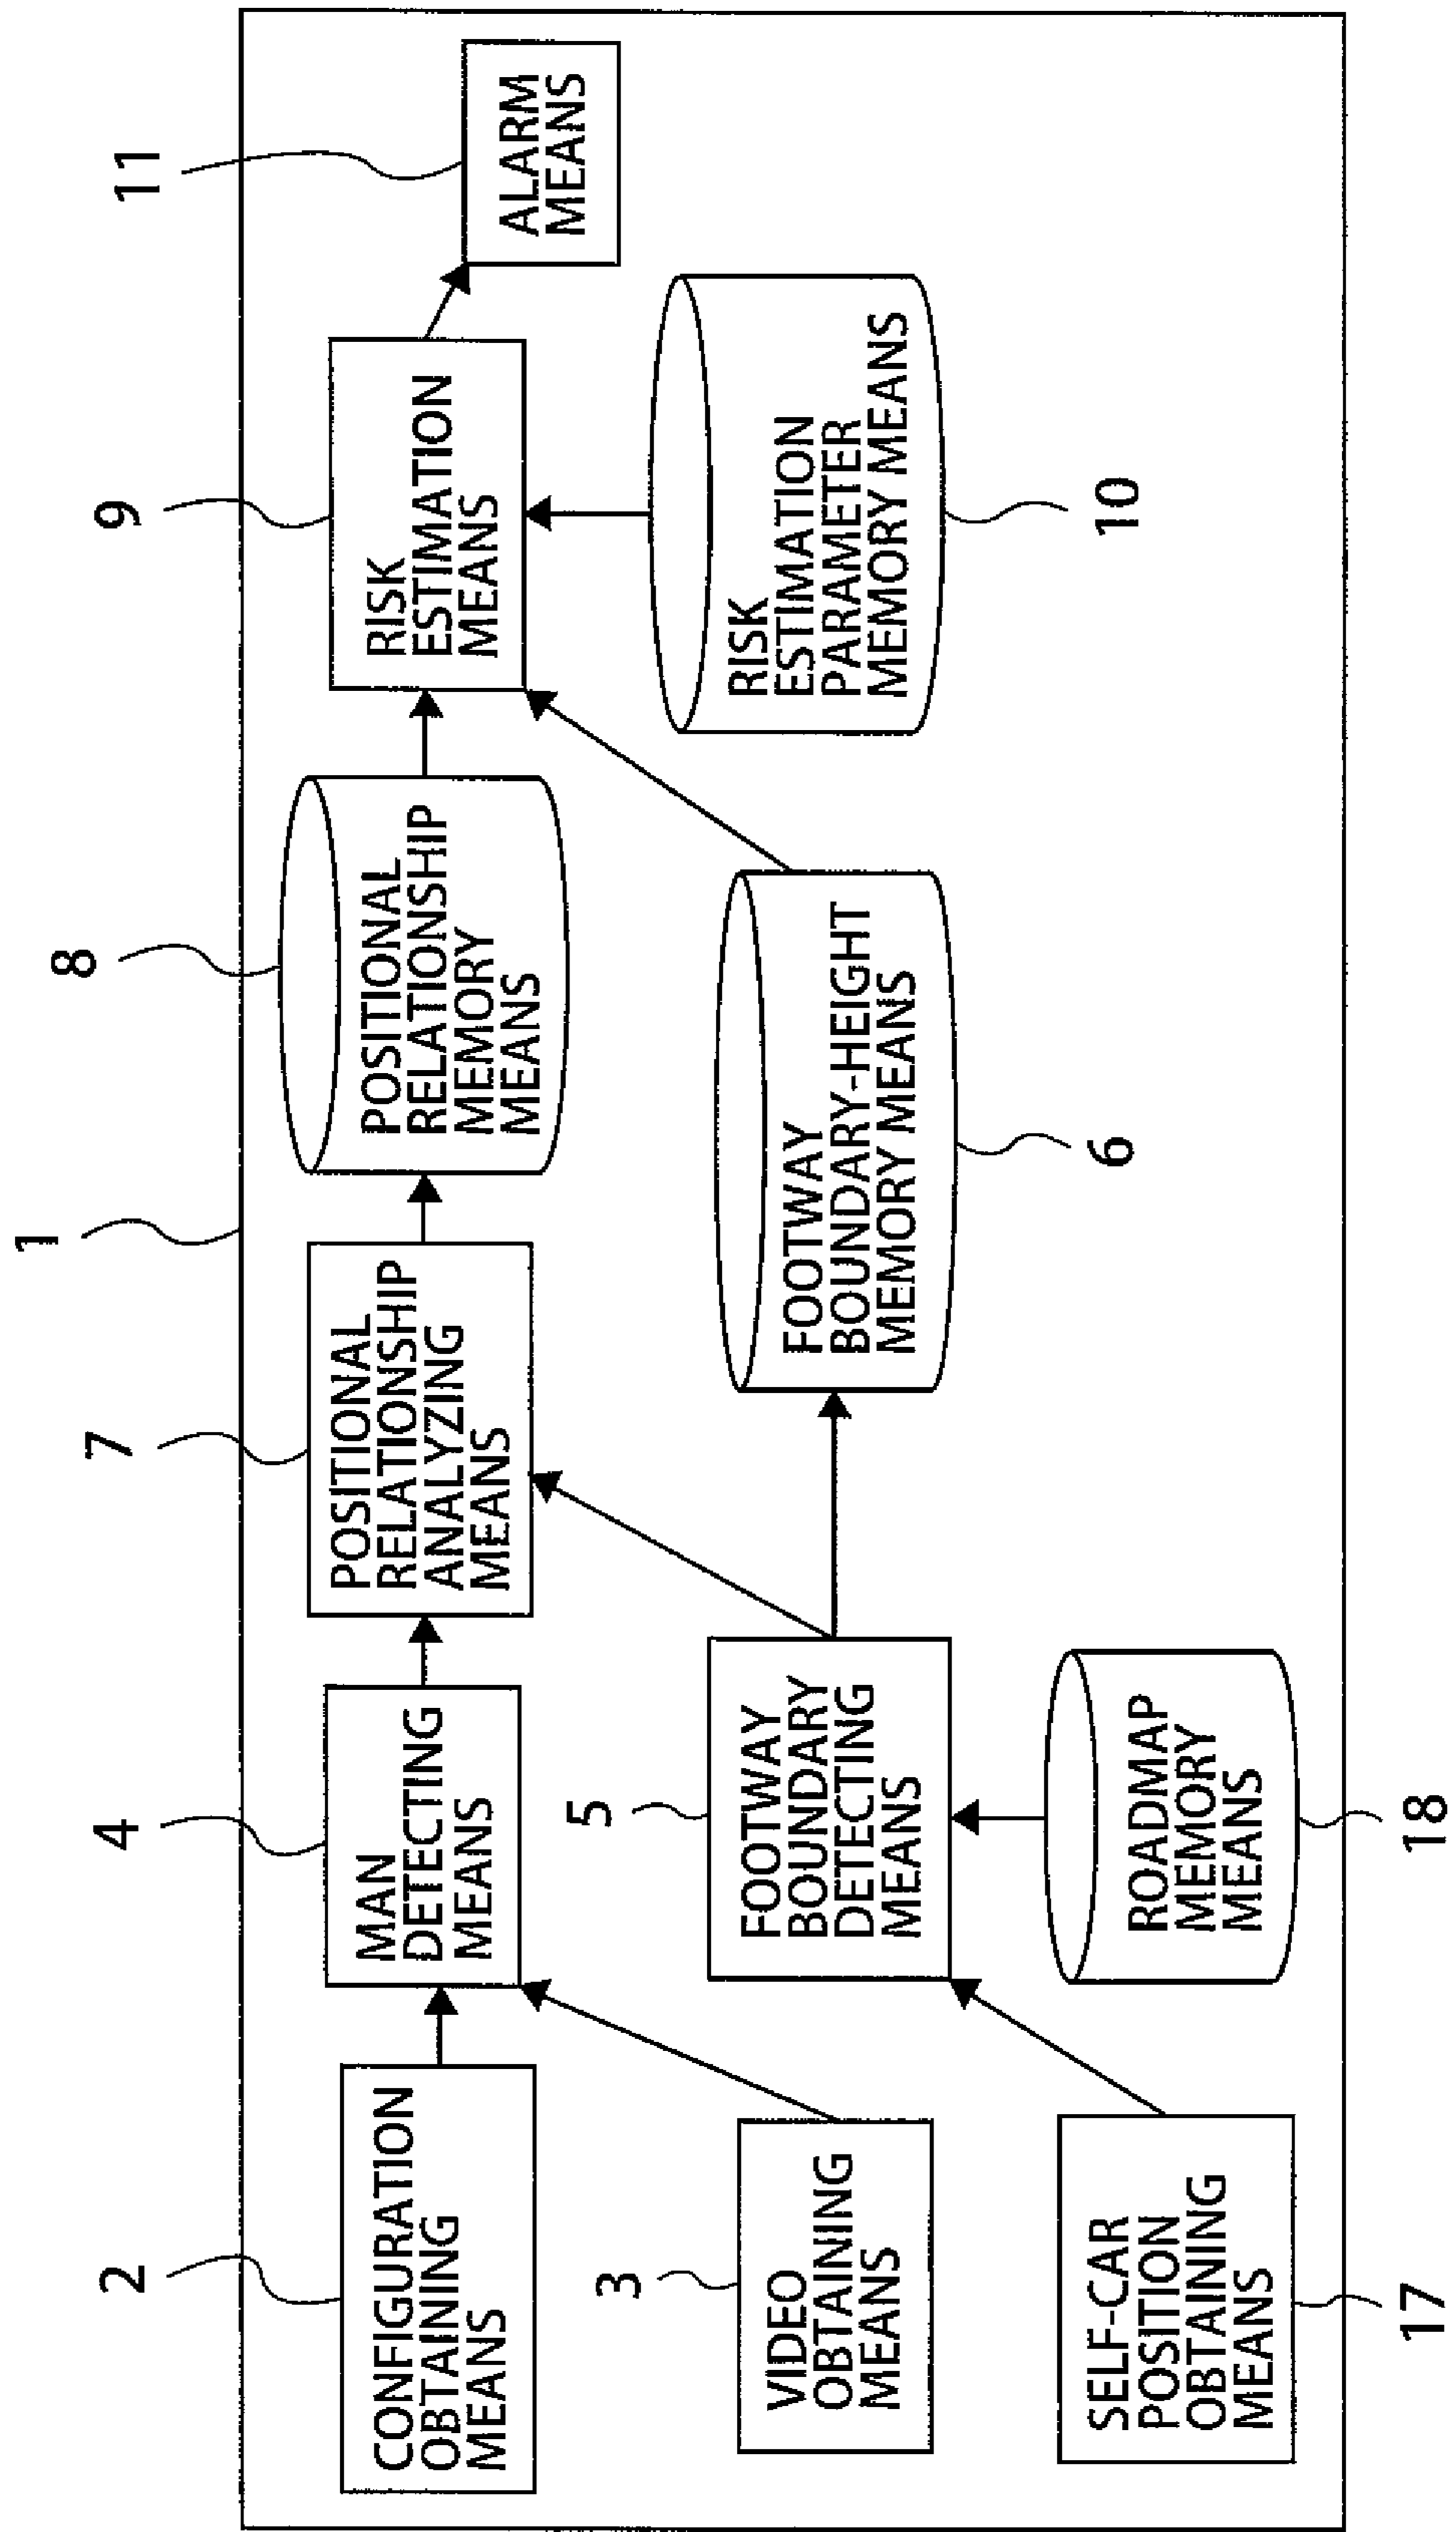 1
2
CONFIGURATION
OBTAINING
MEANS
4
MAN
DETECTING
MEANS
7
POSITIONAL
RELATIONSHIP
ANALYZING
MEANS
8
POSITIONAL
RELATIONSHIP
MEMORY
MEANS
9
RISK
ESTIMATION
MEANS
11
ALARM
MEANS
3
VIDEO
OBTAINING
MEANS
5
FOOTWAY
BOUNDARY
DETECTING
MEANS
FOOTWAY
BOUNDARY-HEIGHT
MEMORY MEANS
6
RISK
ESTIMATION
PARAMETER
MEMORY MEANS
10
SELF-CAR
POSITION
OBTAINING
MEANS
17
ROADMAP
MEMORY
MEANS
18